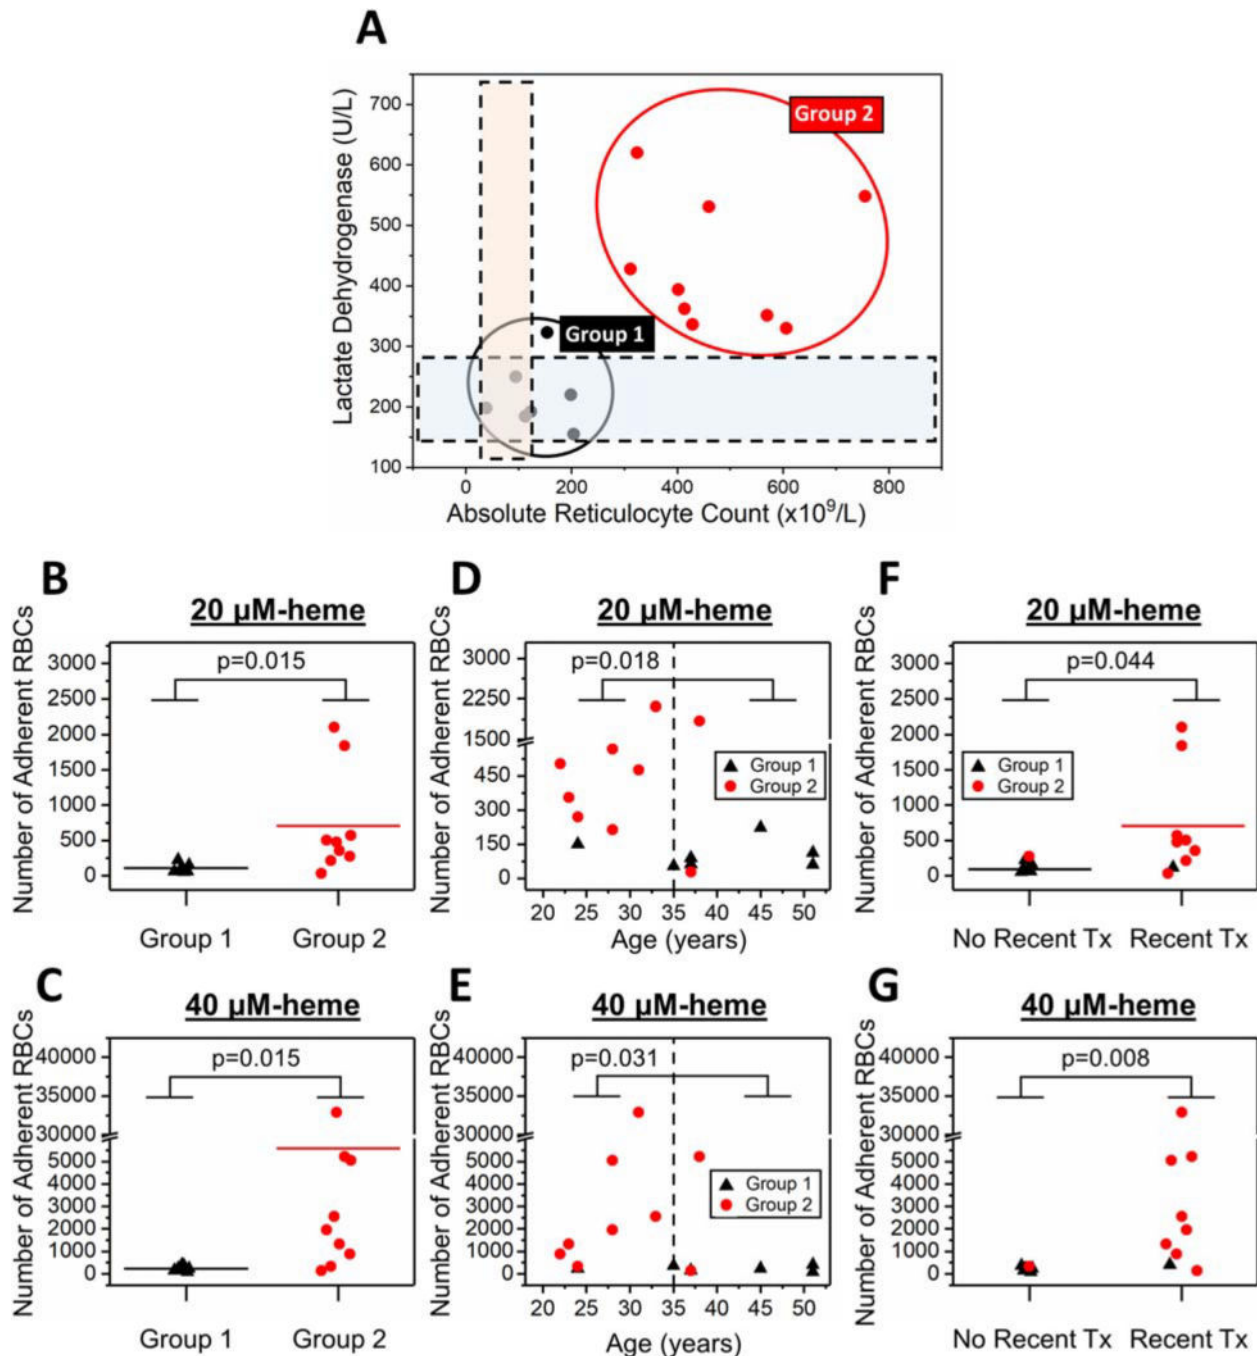 A
Lactate Dehydrogenase (U/L)
700
600
500
400
300
200
100
Group 2
Group 1
0 200 400 600 800
Absolute Reticulocyte Count (x10⁹/L)
B
20 µM-heme
Number of Adherent RBCs
3000
2500
2000
1500
1000
500
0
p=0.015
Group 1 Group 2
D
20 µM-heme
Number of Adherent RBCs
3000
2250
1500
450
300
150
0
p=0.018
Group 1
Group 2
20 25 30 35 40 45 50
Age (years)
F
20 µM-heme
Number of Adherent RBCs
3000
2500
2000
1500
1000
500
0
p=0.044
Group 1
Group 2
No Recent Tx Recent Tx
C
40 µM-heme
Number of Adherent RBCs
40000
35000
30000
5000
4000
3000
2000
1000
0
p=0.015
Group 1 Group 2
E
40 µM-heme
Number of Adherent RBCs
40000
35000
30000
5000
4000
3000
2000
1000
0
p=0.031
Group 1
Group 2
20 25 30 35 40 45 50
Age (years)
G
40 µM-heme
Number of Adherent RBCs
40000
35000
30000
5000
4000
3000
2000
1000
0
p=0.008
No Recent Tx Recent Tx